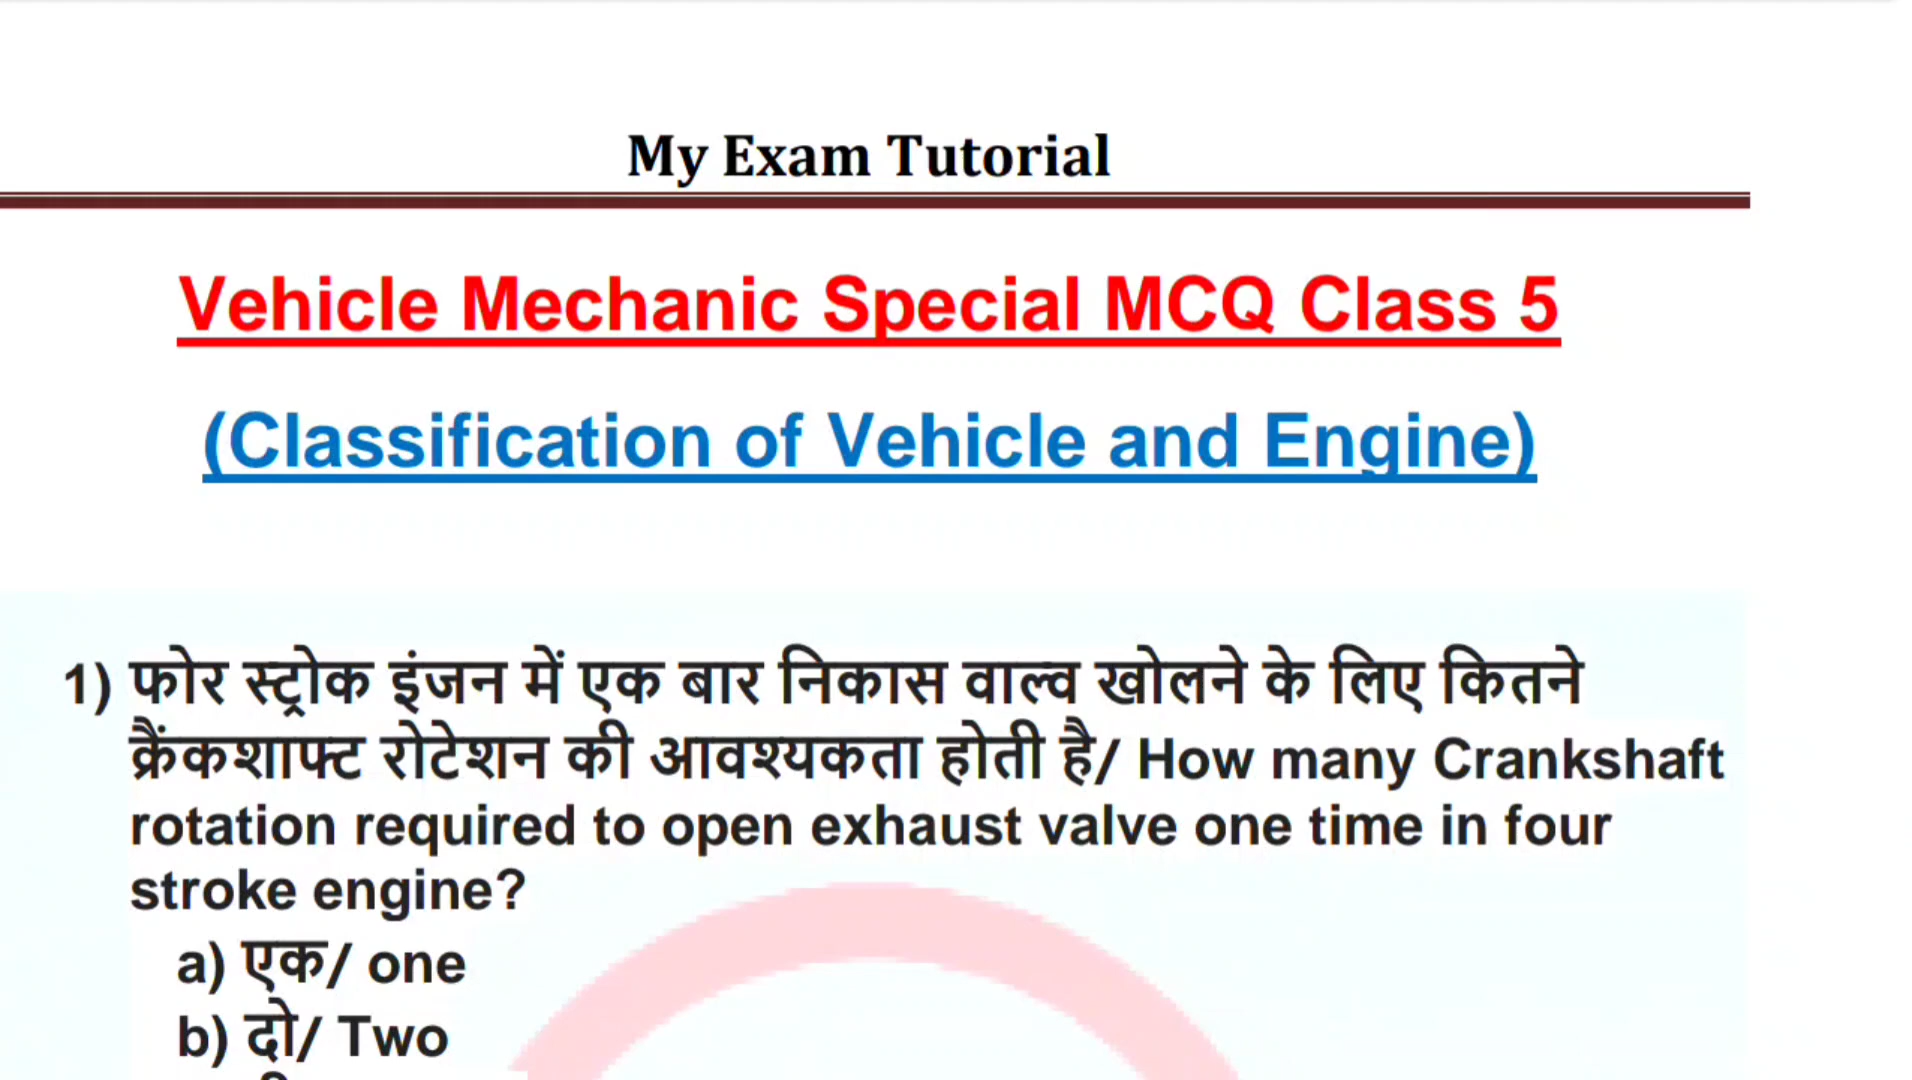 My Exam Tutorial
Vehicle Mechanic Special MCQ Class 5
(Classification of Vehicle and Engine)
1) फोर स्ट्रोक इंजन में एक बार निकास वाल्व खोलने के लिए कितने
क्रैंकशाफ्ट रोटेशन की आवश्यकता होती है/ How many Crankshaft
rotation required to open exhaust valve one time in four
stroke engine?
a) एक/ one
b) दो/ Two